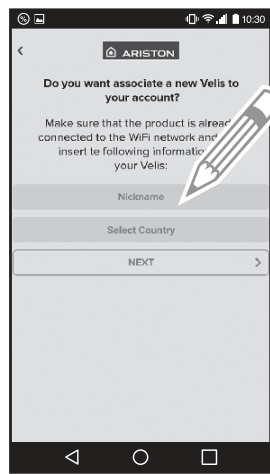 10:30
ARISTON
Do you want associate a new Velis to
your account?
Make sure that the product is alread
connected to the WiFi network and
insert te following information
your Velis:
Nickname
Select Country
NEXT